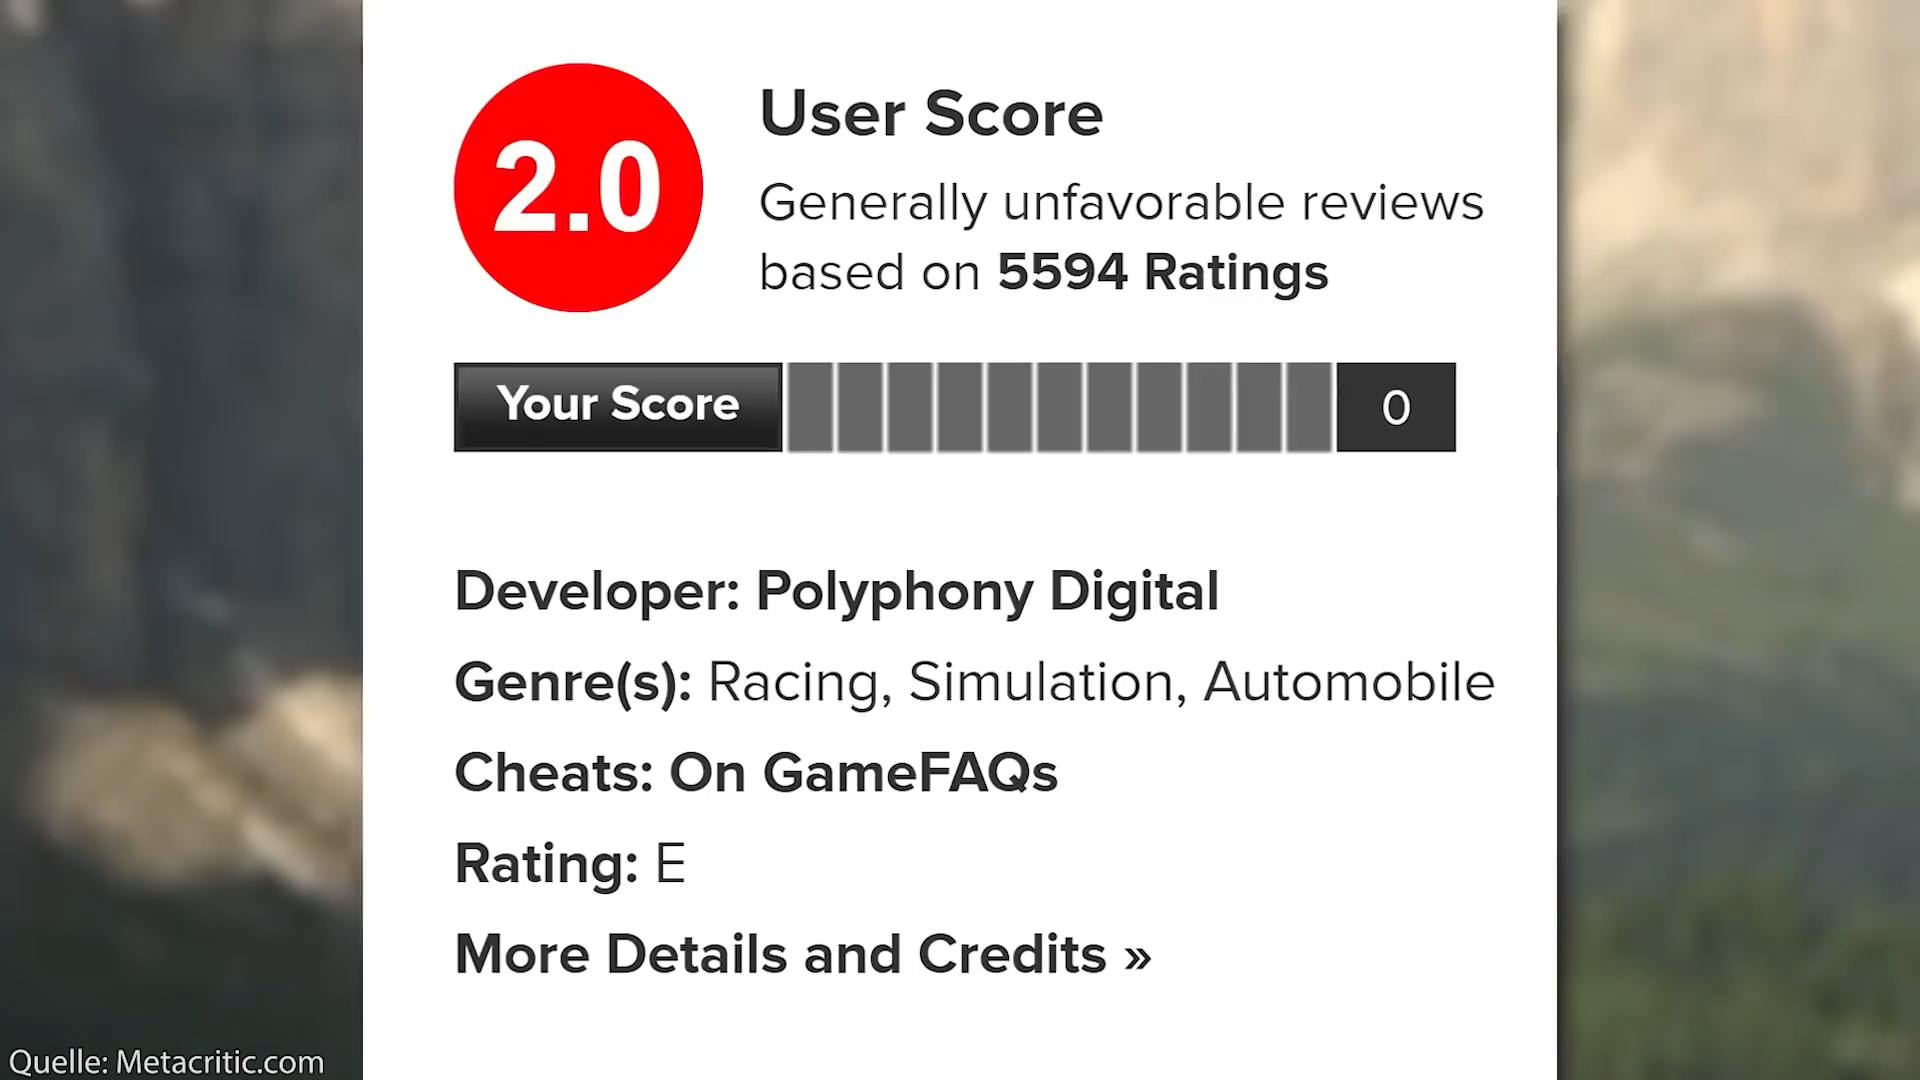 2.0
User Score
Generally unfavorable reviews
based on 5594 Ratings
Your Score
0
Developer: Polyphony Digital
Genre(s): Racing, Simulation, Automobile
Cheats: On GameFAQs
Rating: E
More Details and Credits »
Quelle: Metacritic.com